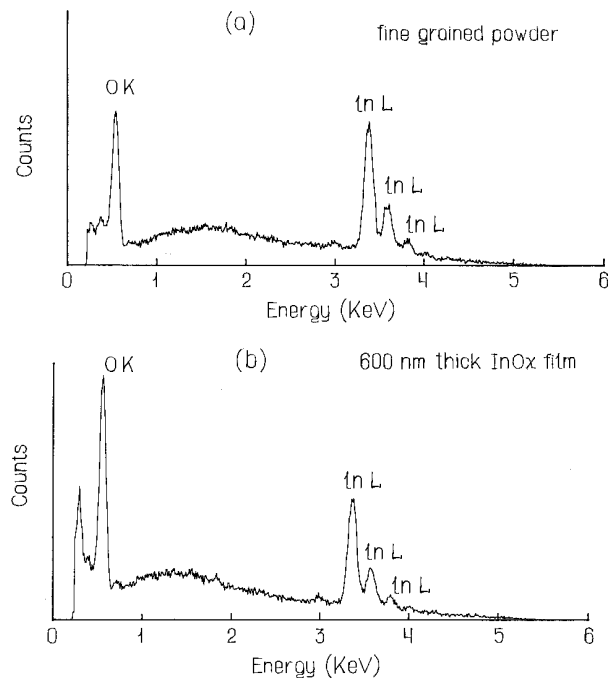 (a)
fine grained powder
O K
In L
In L
In L
Counts
0 1 2 3 4 5 6
Energy (KeV)
(b)
600 nm thick InOx film
O K
In L
In L
In L
Counts
0 1 2 3 4 5 6
Energy (KeV)